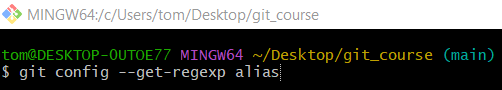 MINGW64:/c/Users/tom/Desktop/git_course
tom@DESKTOP-OUTOE77 MINGW64 ~/Desktop/git_course (main)
$ git config --get-regexp alias